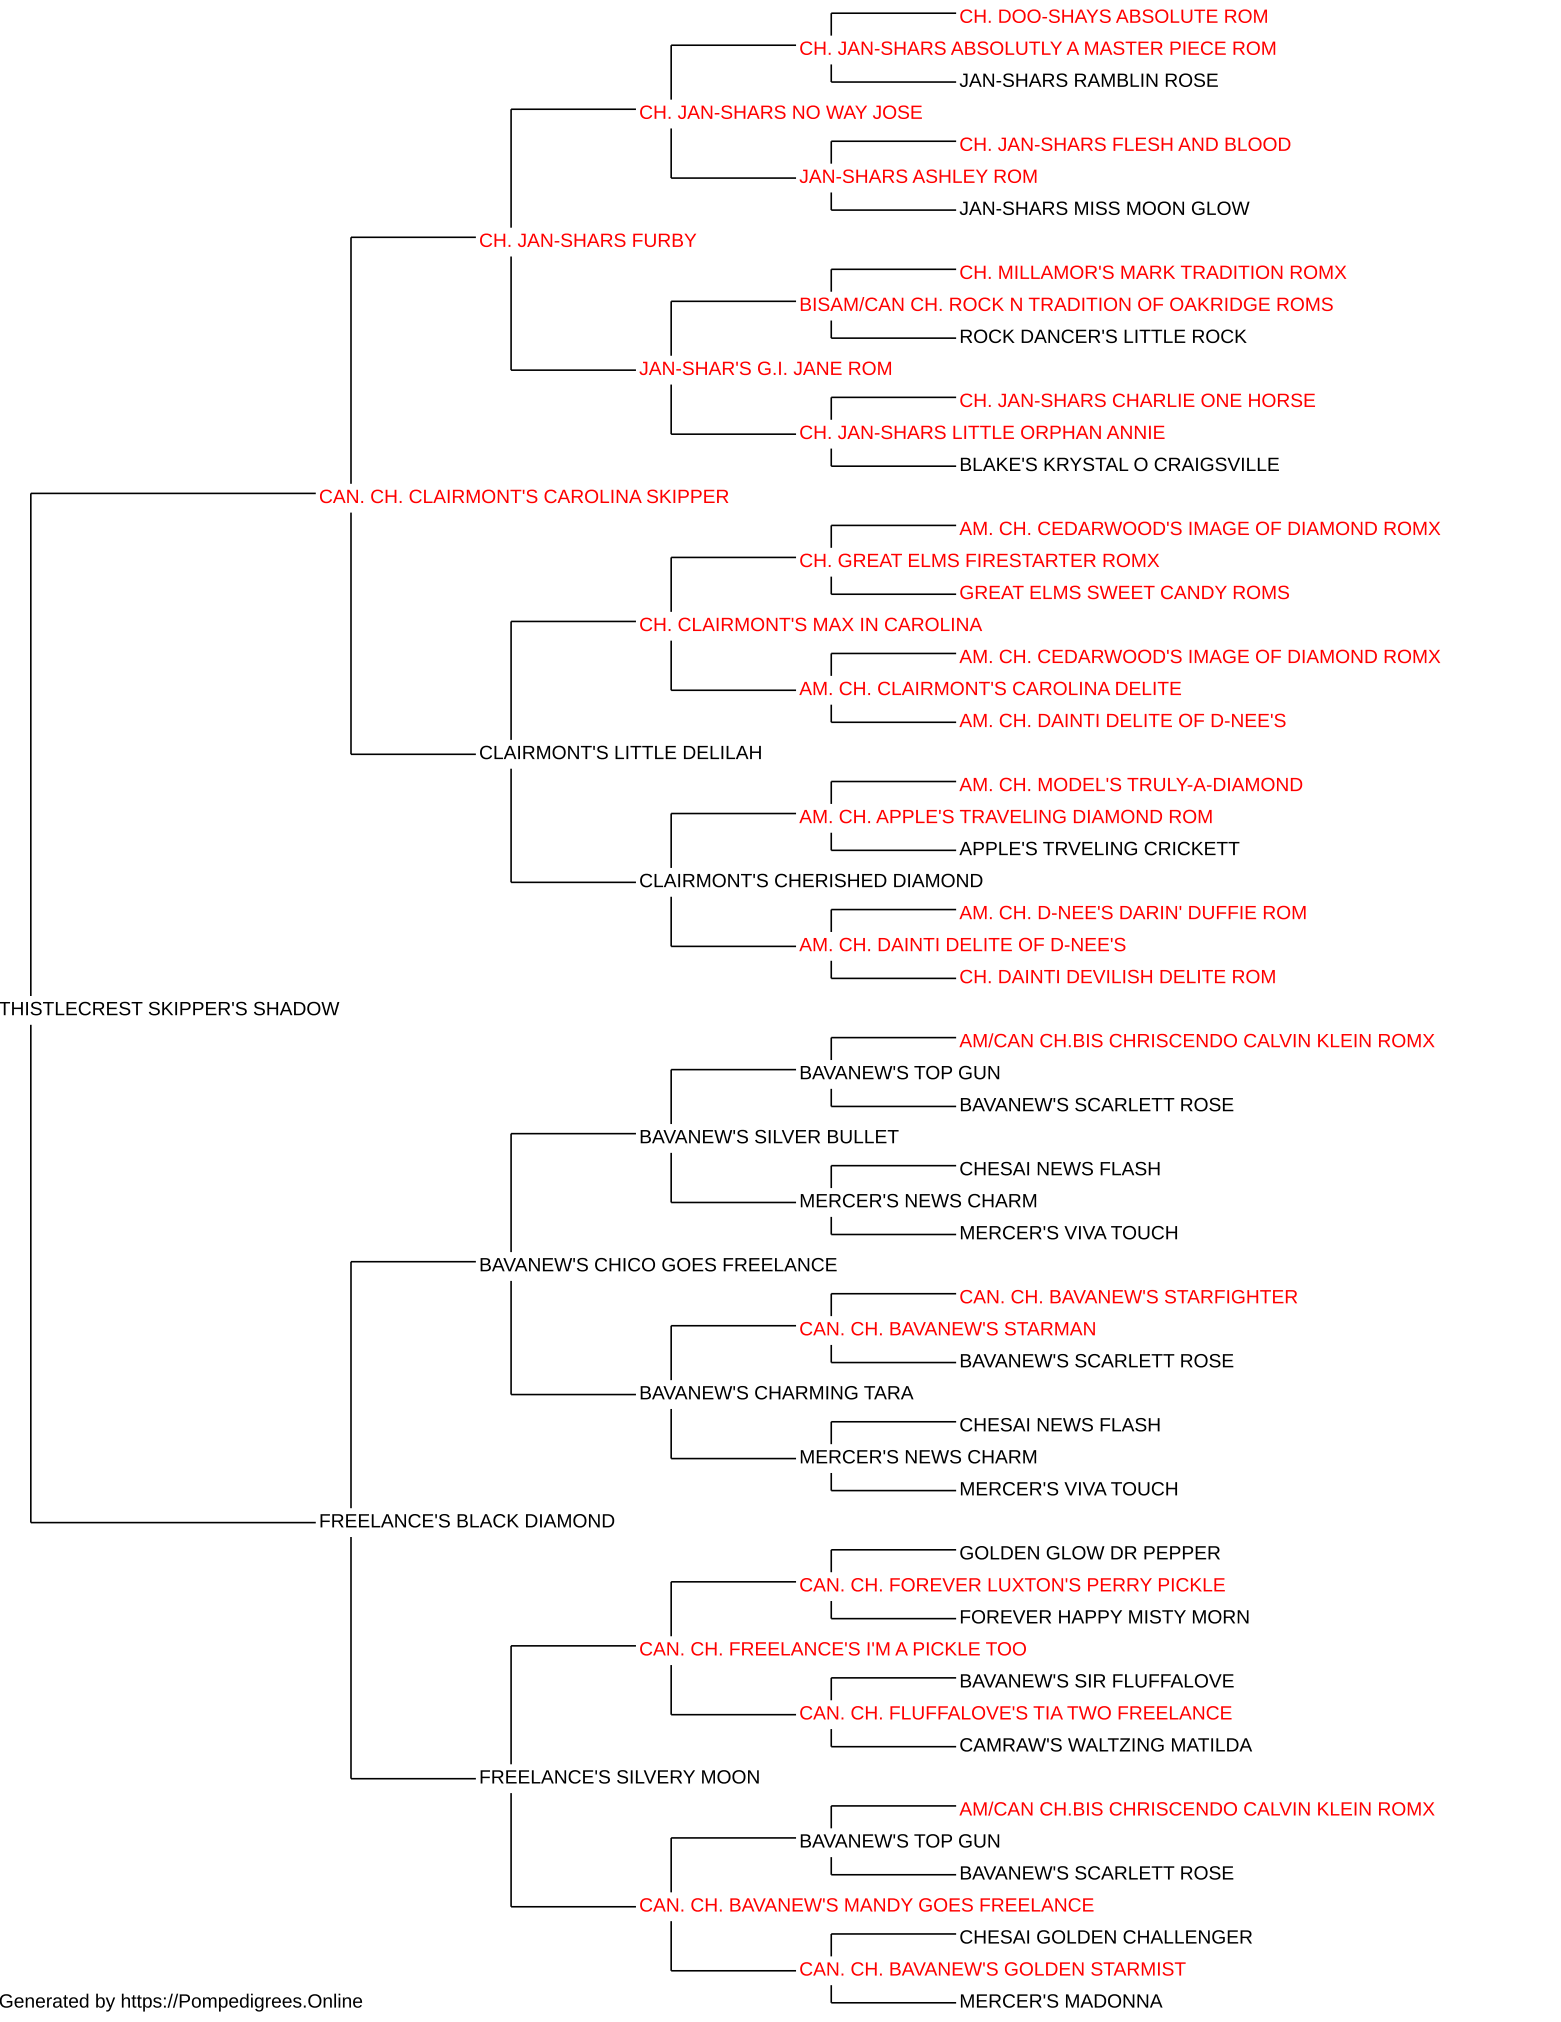 CH. DOO-SHAYS ABSOLUTE ROM
CH. JAN-SHARS ABSOLUTLY A MASTER PIECE ROM
JAN-SHARS RAMBLIN ROSE
CH. JAN-SHARS NO WAY JOSE
CH. JAN-SHARS FLESH AND BLOOD
JAN-SHARS ASHLEY ROM
JAN-SHARS MISS MOON GLOW
CH. JAN-SHARS FURBY
CH. MILLAMOR'S MARK TRADITION ROMX
BISAM/CAN CH. ROCK N TRADITION OF OAKRIDGE ROMS
ROCK DANCER'S LITTLE ROCK
JAN-SHAR'S G.I. JANE ROM
CH. JAN-SHARS CHARLIE ONE HORSE
CH. JAN-SHARS LITTLE ORPHAN ANNIE
BLAKE'S KRYSTAL O CRAIGSVILLE
CAN. CH. CLAIRMONT'S CAROLINA SKIPPER
AM. CH. CEDARWOOD'S IMAGE OF DIAMOND ROMX
CH. GREAT ELMS FIRESTARTER ROMX
GREAT ELMS SWEET CANDY ROMS
CH. CLAIRMONT'S MAX IN CAROLINA
AM. CH. CEDARWOOD'S IMAGE OF DIAMOND ROMX
AM. CH. CLAIRMONT'S CAROLINA DELITE
AM. CH. DAINTI DELITE OF D-NEE'S
CLAIRMONT'S LITTLE DELILAH
AM. CH. MODEL'S TRULY-A-DIAMOND
AM. CH. APPLE'S TRAVELING DIAMOND ROM
APPLE'S TRVELING CRICKETT
CLAIRMONT'S CHERISHED DIAMOND
AM. CH. D-NEE'S DARIN' DUFFIE ROM
AM. CH. DAINTI DELITE OF D-NEE'S
CH. DAINTI DEVILISH DELITE ROM
THISTLECREST SKIPPER'S SHADOW
AM/CAN CH.BIS CHRISCENDO CALVIN KLEIN ROMX
BAVANEW'S TOP GUN
BAVANEW'S SCARLETT ROSE
BAVANEW'S SILVER BULLET
CHESAI NEWS FLASH
MERCER'S NEWS CHARM
MERCER'S VIVA TOUCH
BAVANEW'S CHICO GOES FREELANCE
CAN. CH. BAVANEW'S STARFIGHTER
CAN. CH. BAVANEW'S STARMAN
BAVANEW'S SCARLETT ROSE
BAVANEW'S CHARMING TARA
CHESAI NEWS FLASH
MERCER'S NEWS CHARM
MERCER'S VIVA TOUCH
FREELANCE'S BLACK DIAMOND
GOLDEN GLOW DR PEPPER
CAN. CH. FOREVER LUXTON'S PERRY PICKLE
FOREVER HAPPY MISTY MORN
CAN. CH. FREELANCE'S I'M A PICKLE TOO
BAVANEW'S SIR FLUFFALOVE
CAN. CH. FLUFFALOVE'S TIA TWO FREELANCE
CAMRAW'S WALTZING MATILDA
FREELANCE'S SILVERY MOON
AM/CAN CH.BIS CHRISCENDO CALVIN KLEIN ROMX
BAVANEW'S TOP GUN
BAVANEW'S SCARLETT ROSE
CAN. CH. BAVANEW'S MANDY GOES FREELANCE
CHESAI GOLDEN CHALLENGER
CAN. CH. BAVANEW'S GOLDEN STARMIST
MERCER'S MADONNA
Generated by https://Pompedigrees.Online